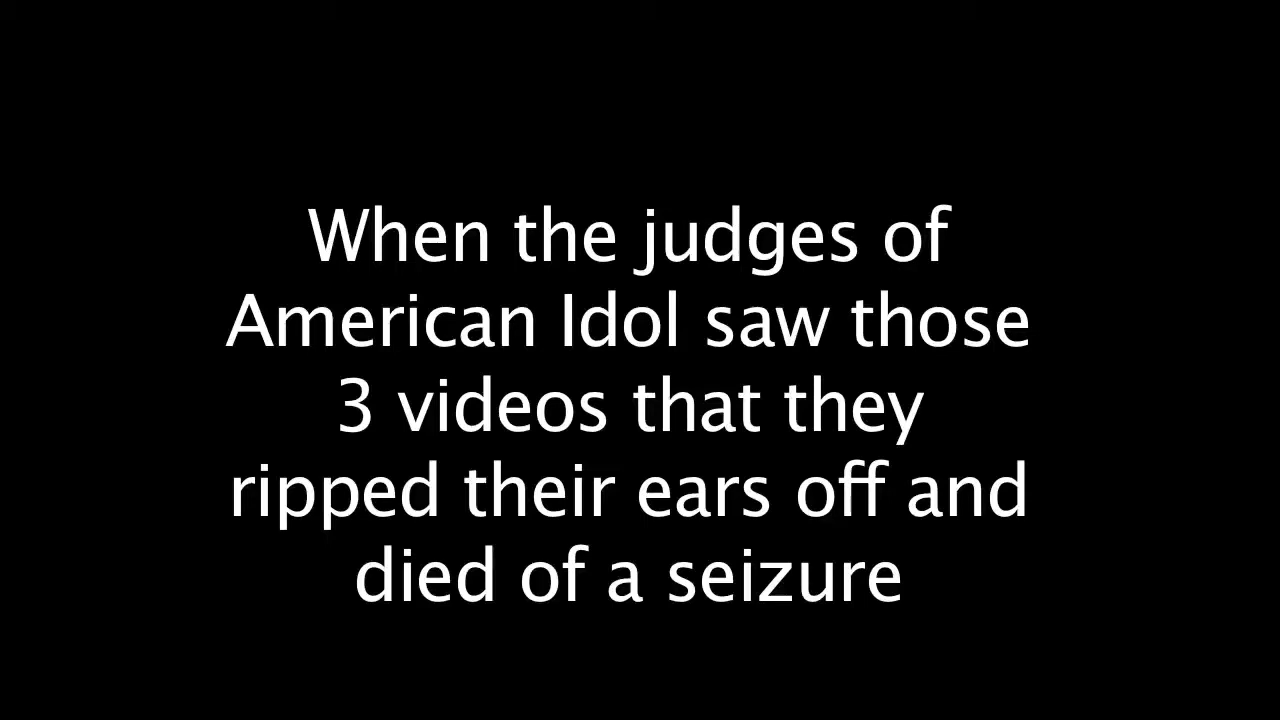 When the judges of
American Idol saw those
3 videos that they
ripped their ears off and
died of a seizure